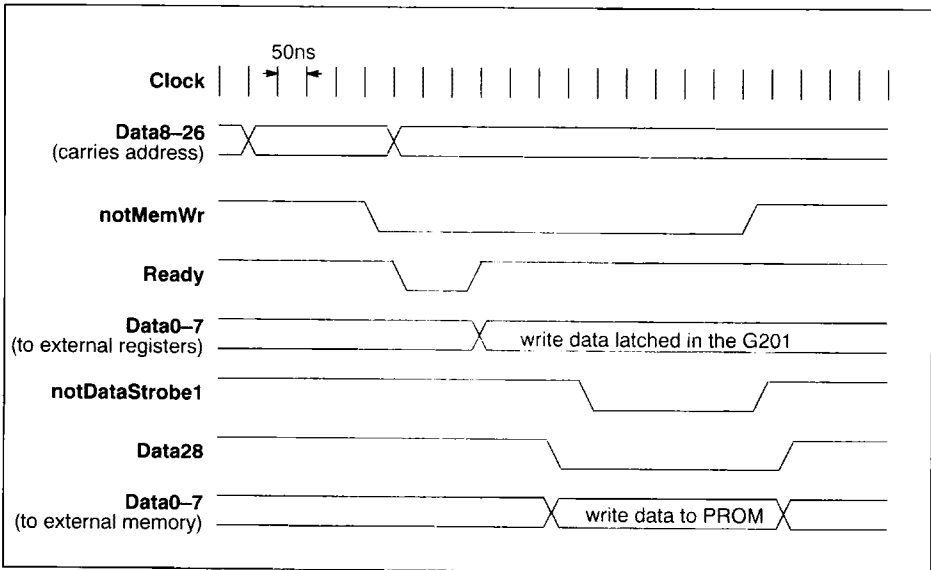 50ns
Clock
Data8–26
(carries address)
notMemWr
Ready
Data0–7
(to external registers)
write data latched in the G201
notDataStrobe1
Data28
Data0–7
(to external memory)
write data to PROM